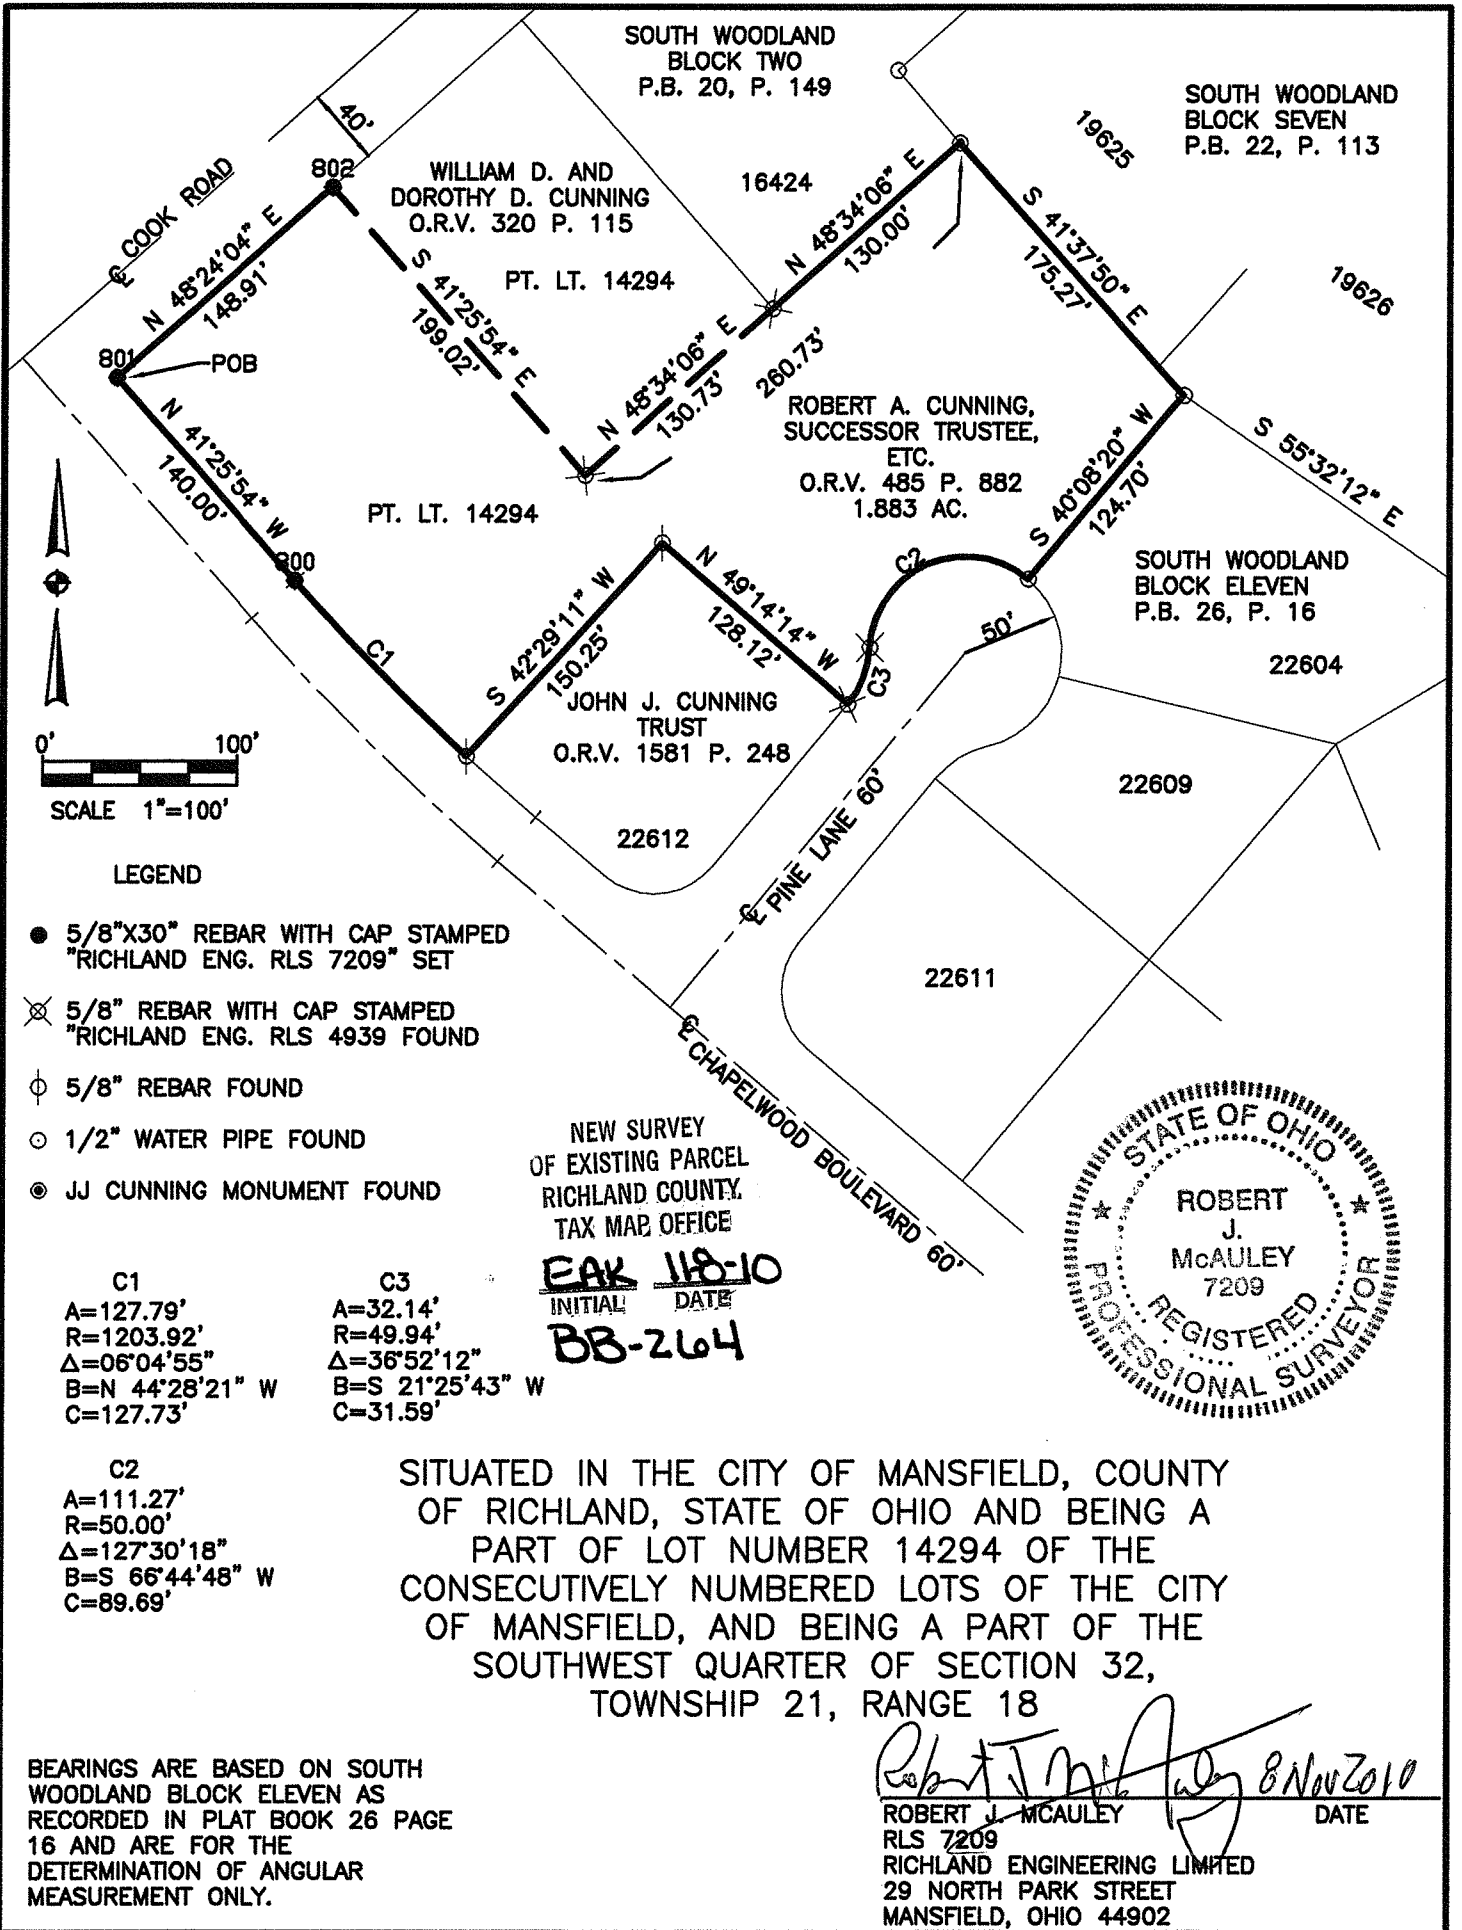 SOUTH WOODLAND
BLOCK TWO
P.B. 20, P. 149
SOUTH WOODLAND
BLOCK SEVEN
P.B. 22, P. 113
19625
19626
16424
40'
℄ COOK ROAD
802
WILLIAM D. AND
DOROTHY D. CUNNING
O.R.V. 320 P. 115
PT. LT. 14294
N 48°24'04" E
148.91'
801
POB
S 41°25'54" E
199.02'
N 48°34'06" E
130.00'
N 48°34'06" E
130.73'
260.73'
S 41°37'50" E
175.27'
ROBERT A. CUNNING,
SUCCESSOR TRUSTEE,
ETC.
O.R.V. 485 P. 882
1.883 AC.
S 40°08'20" W
124.70'
S 55°32'12" E
N 41°25'54" W
140.00'
800
PT. LT. 14294
C1
S 42°29'11" W
150.25'
N 49°14'14" W
128.12'
C2
C3
50'
SOUTH WOODLAND
BLOCK ELEVEN
P.B. 26, P. 16
22604
JOHN J. CUNNING
TRUST
O.R.V. 1581 P. 248
22612
22609
22611
℄ PINE LANE 60'
℄ CHAPELWOOD BOULEVARD 60'
0' 100'
SCALE 1"=100'
LEGEND
5/8"X30" REBAR WITH CAP STAMPED
"RICHLAND ENG. RLS 7209" SET
5/8" REBAR WITH CAP STAMPED
"RICHLAND ENG. RLS 4939 FOUND
5/8" REBAR FOUND
1/2" WATER PIPE FOUND
JJ CUNNING MONUMENT FOUND
NEW SURVEY
OF EXISTING PARCEL
RICHLAND COUNTY
TAX MAP OFFICE
EAK 11-8-10
INITIAL DATE
BB-264
STATE OF OHIO
ROBERT
J.
McAULEY
7209
REGISTERED
PROFESSIONAL SURVEYOR
C1
A=127.79'
R=1203.92'
Δ=06°04'55"
B=N 44°28'21" W
C=127.73'
C3
A=32.14'
R=49.94'
Δ=36°52'12"
B=S 21°25'43" W
C=31.59'
C2
A=111.27'
R=50.00'
Δ=127°30'18"
B=S 66°44'48" W
C=89.69'
SITUATED IN THE CITY OF MANSFIELD, COUNTY
OF RICHLAND, STATE OF OHIO AND BEING A
PART OF LOT NUMBER 14294 OF THE
CONSECUTIVELY NUMBERED LOTS OF THE CITY
OF MANSFIELD, AND BEING A PART OF THE
SOUTHWEST QUARTER OF SECTION 32,
TOWNSHIP 21, RANGE 18
BEARINGS ARE BASED ON SOUTH
WOODLAND BLOCK ELEVEN AS
RECORDED IN PLAT BOOK 26 PAGE
16 AND ARE FOR THE
DETERMINATION OF ANGULAR
MEASUREMENT ONLY.
Robert J McAuley 8 Nov 2010
ROBERT J. MCAULEY DATE
RLS 7209
RICHLAND ENGINEERING LIMITED
29 NORTH PARK STREET
MANSFIELD, OHIO 44902